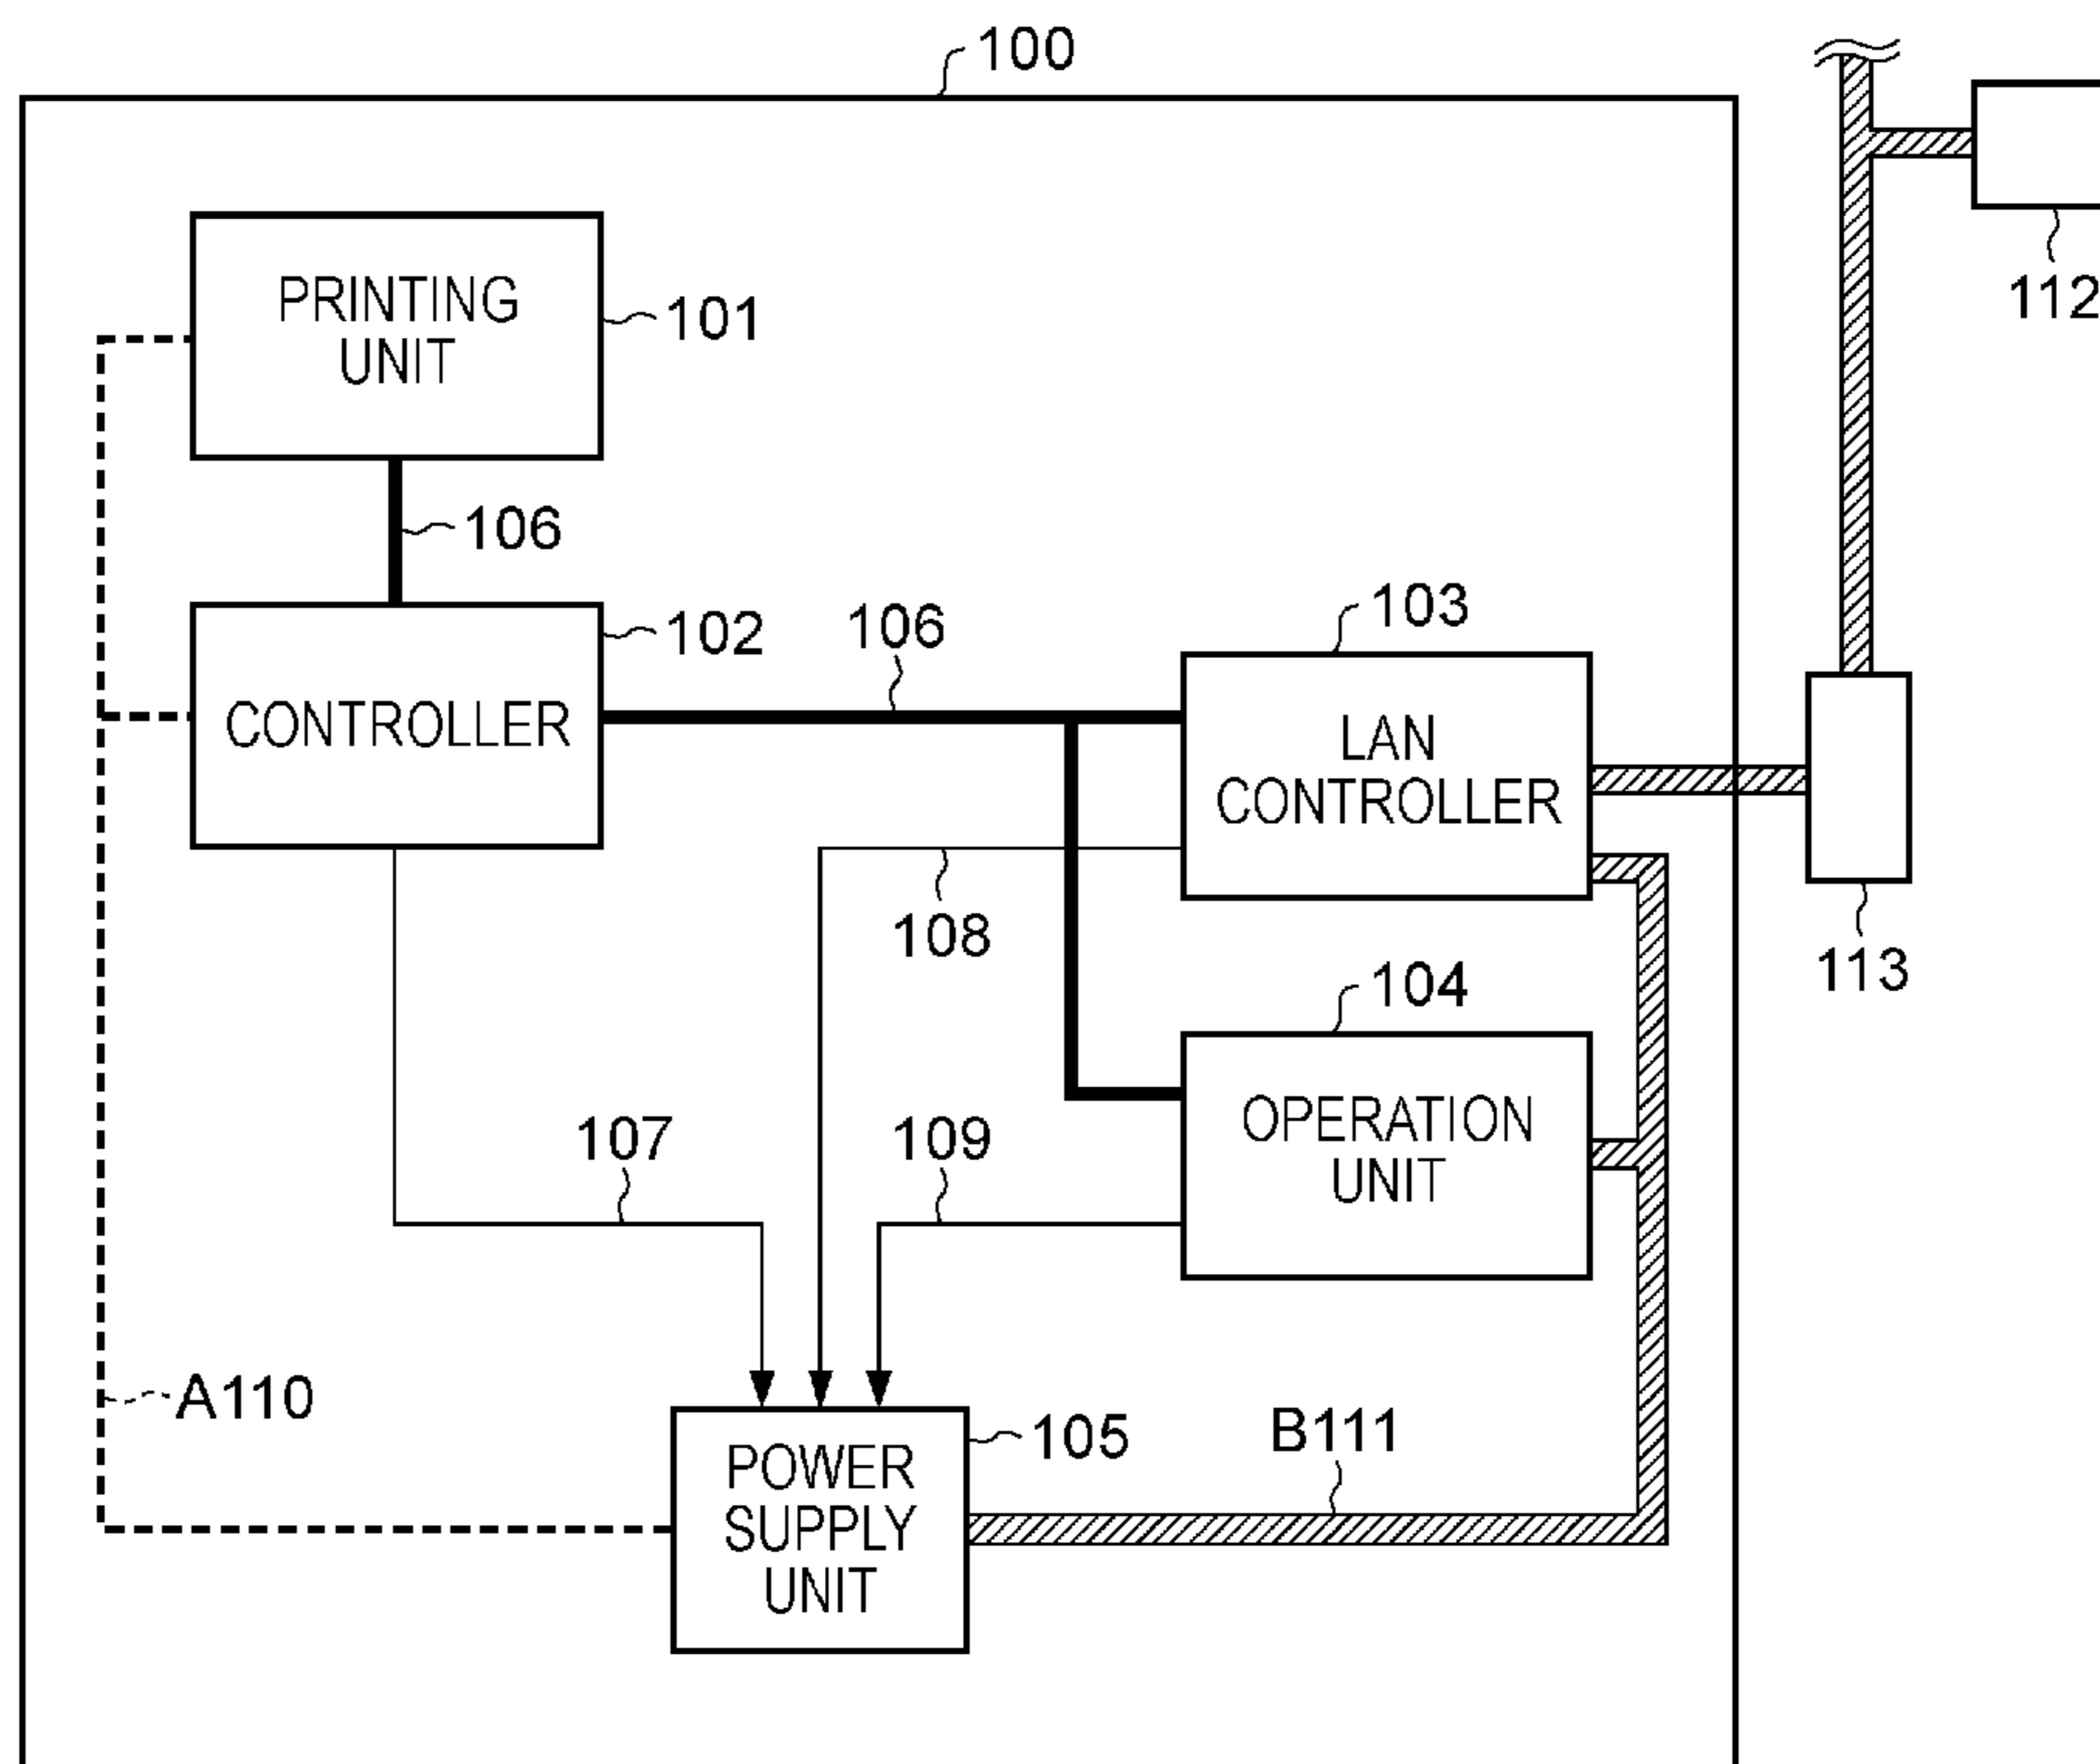 100
112
PRINTING
UNIT
101
106
CONTROLLER
102
106
103
LAN
CONTROLLER
113
108
104
OPERATION
UNIT
107
109
A110
POWER
SUPPLY
UNIT
105
B111